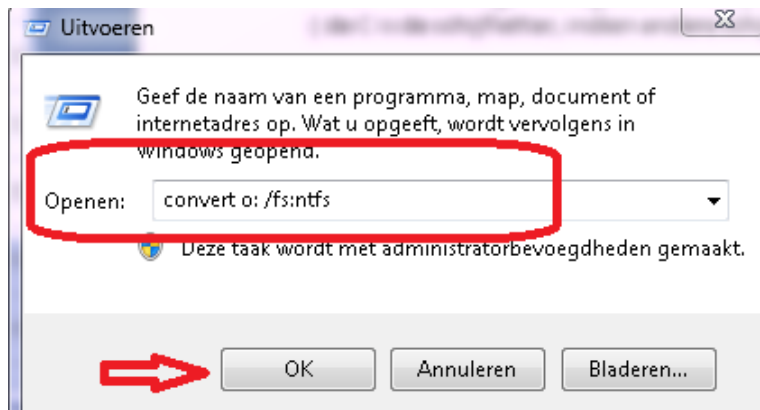 Uitvoeren
Geef de naam van een programma, map, document of
internetadres op. Wat u opgeeft, wordt vervolgens in
Windows geopend.
Openen: convert o: /fs:ntfs
Deze taak wordt met administratorbevoegdheden gemaakt.
OK Annuleren Bladeren...